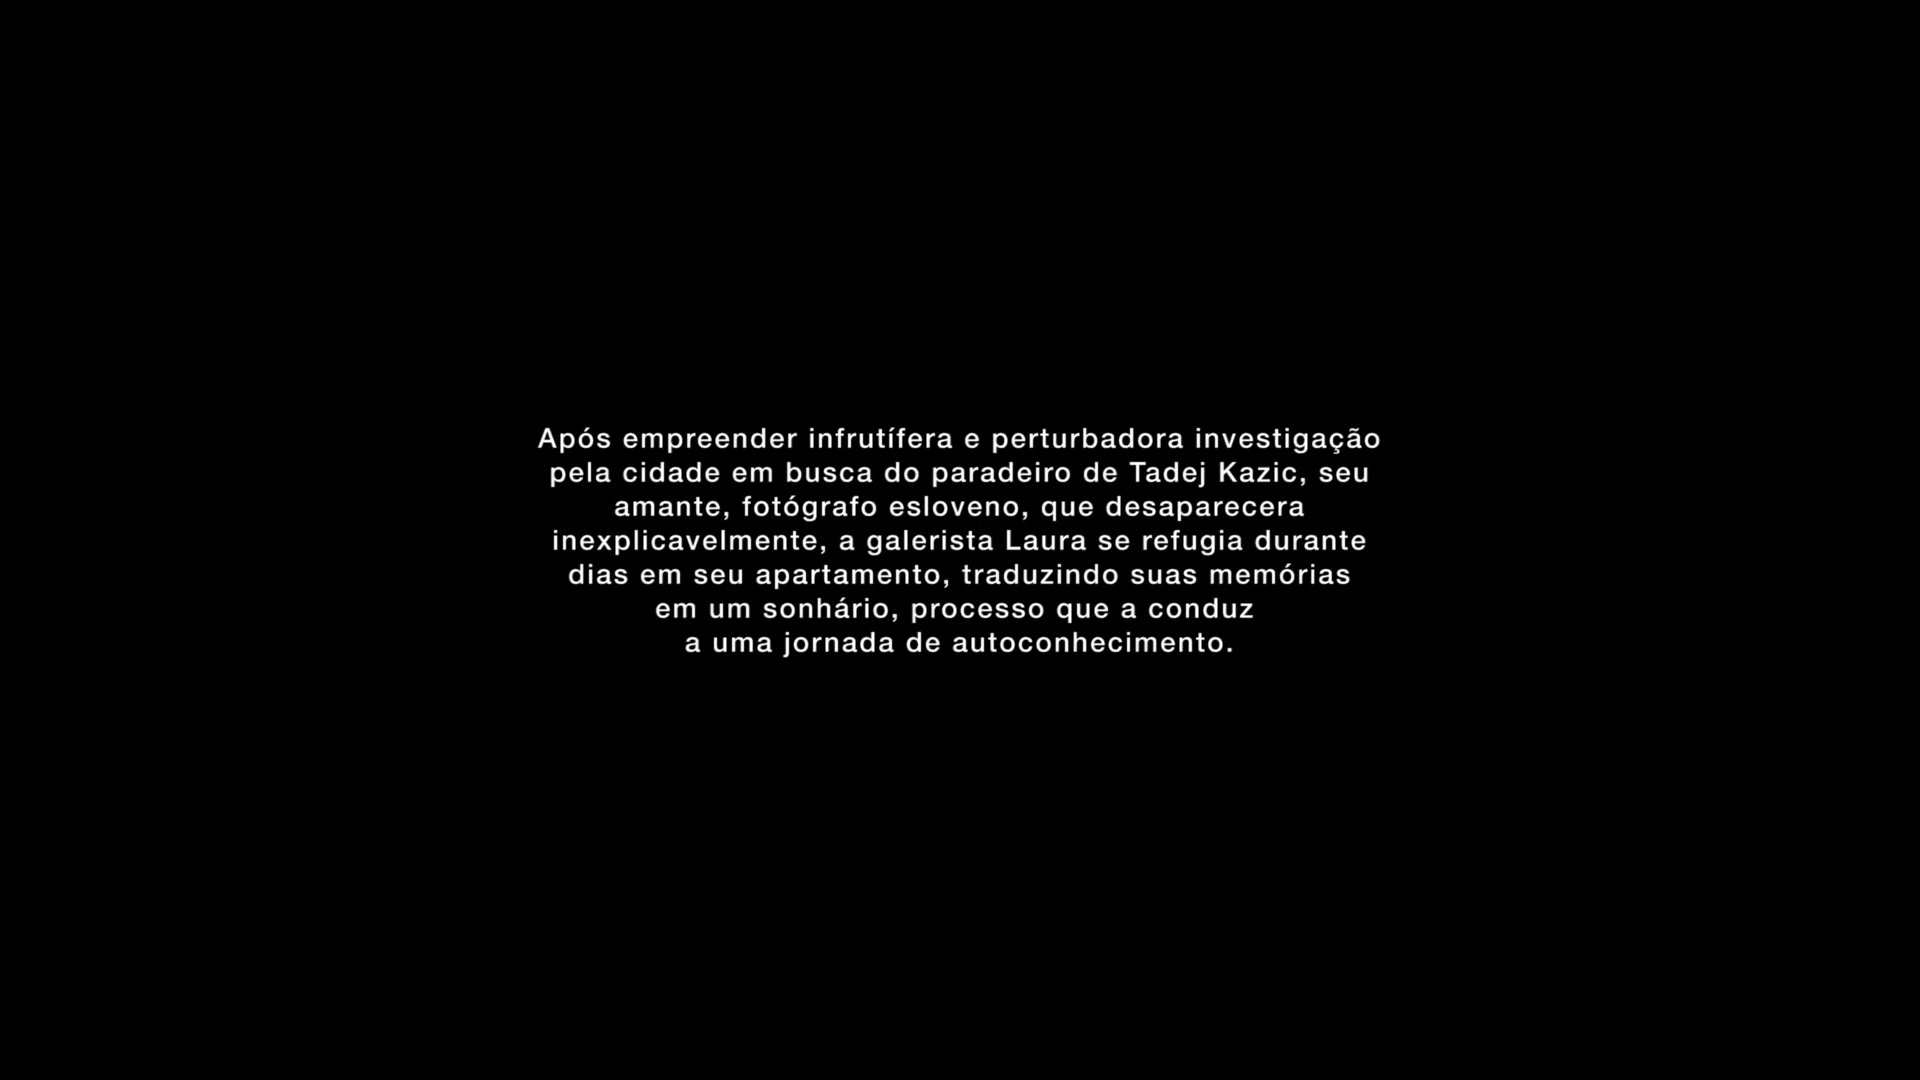 Após empreender infrutífera e perturbadora investigação
pela cidade em busca do paradeiro de Tadej Kazic, seu
amante, fotógrafo esloveno, que desaparecera
inexplicavelmente, a galerista Laura se refugia durante
dias em seu apartamento, traduzindo suas memórias
em um sonhário, processo que a conduz
a uma jornada de autoconhecimento.